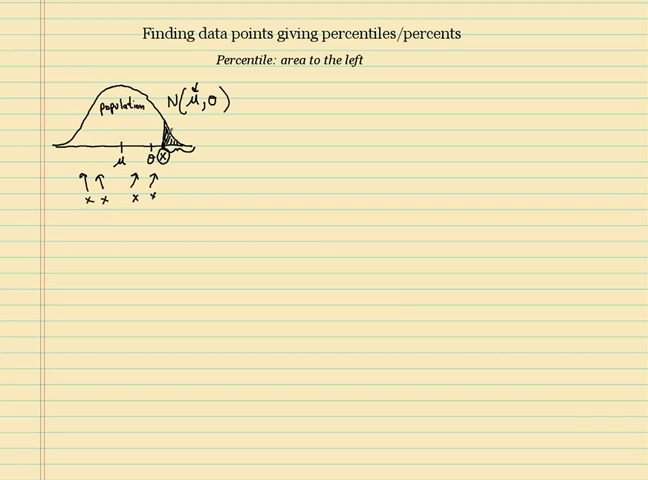 Finding data points giving percentiles/percents
Percentile: area to the left
population
N(μ, σ)
μ σ x
x x x x